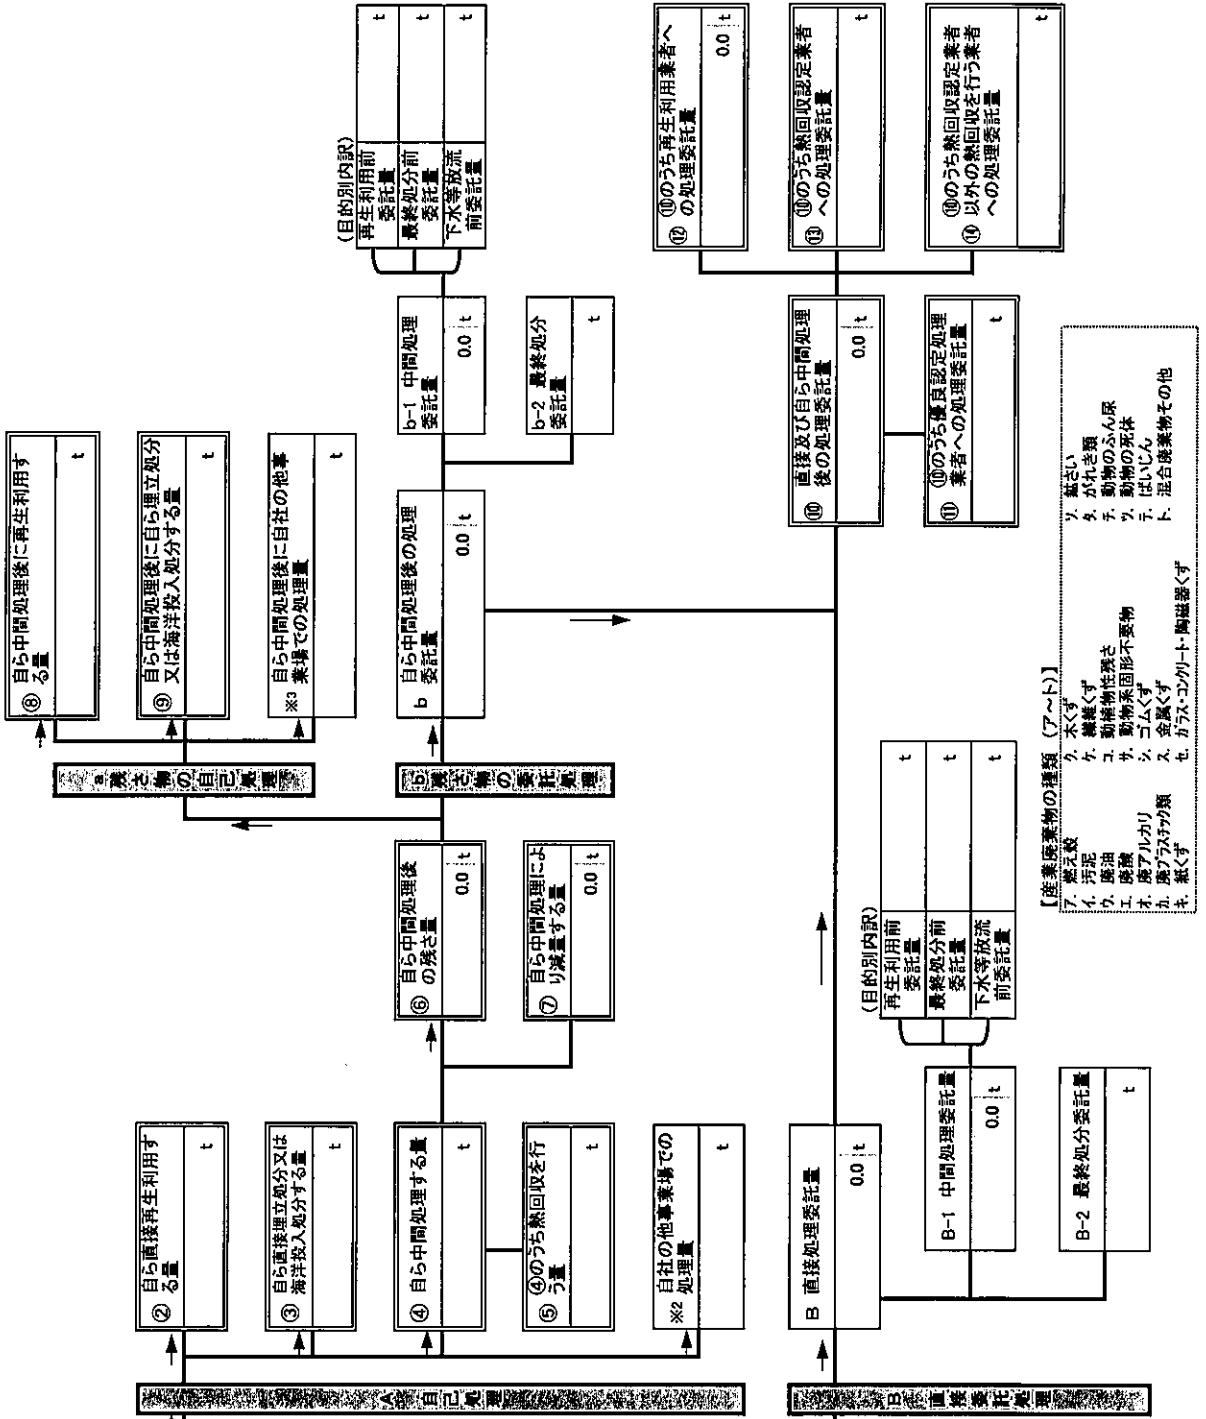 A 自己処理
② 自ら直接再生利用す
る量
t
③ 自ら直接埋立処分又は
海洋投入処分する量
t
④ 自ら中間処理する量
t
⑤ ④のうち熱回収を行
う量
t
※2 自社の他事業場での
処理量
t
⑥ 自ら中間処理後
の残さ量
0.0 t
⑦ 自ら中間処理によ
り減量する量
0.0 t
a 残さ物の自己処理
⑧ 自ら中間処理後に再生利用す
る量
t
⑨ 自ら中間処理後に自ら埋立処分
又は海洋投入処分する量
t
※3 自ら中間処理後に自社の他事
業場での処理量
t
b 残さ物の委託処理
b 自ら中間処理後の処理
委託量
0.0 t
b-1 中間処理
委託量
0.0 t
b-2 最終処分
委託量
t
(目的別内訳)
再生利用前
委託量
t
最終処分前
委託量
t
下水等放流
前委託量
t
B 直接委託処理
B 直接処理委託量
0.0 t
B-1 中間処理委託量
0.0 t
B-2 最終処分委託量
t
(目的別内訳)
再生利用前
委託量
t
最終処分前
委託量
t
下水等放流
前委託量
t
⑩ 直接及び自ら中間処理
後の処理委託量
0.0 t
⑪ ⑩のうち優良認定処理
業者への処理委託量
t
⑫ ⑩のうち再生利用業者へ
の処理委託量
0.0 t
⑬ ⑩のうち熱回収認定業者
への処理委託量
t
⑭ ⑩のうち熱回収認定業者
以外の熱回収を行う業者
への処理委託量
t
【産業廃棄物の種類(ア~ト)】
ア. 燃え殻
イ. 汚泥
ウ. 廃油
エ. 廃酸
オ. 廃アルカリ
カ. 廃プラスチック類
キ. 紙くず
ク. 木くず
ケ. 繊維くず
コ. 動植物性残さ
サ. 動物系固形不要物
シ. ゴムくず
ス. 金属くず
セ. ガラス・コンクリート・陶磁器くず
ソ. 鉱さい
タ. がれき類
チ. 動物のふん尿
ツ. 動物の死体
テ. ばいじん
ト. 混合廃棄物その他